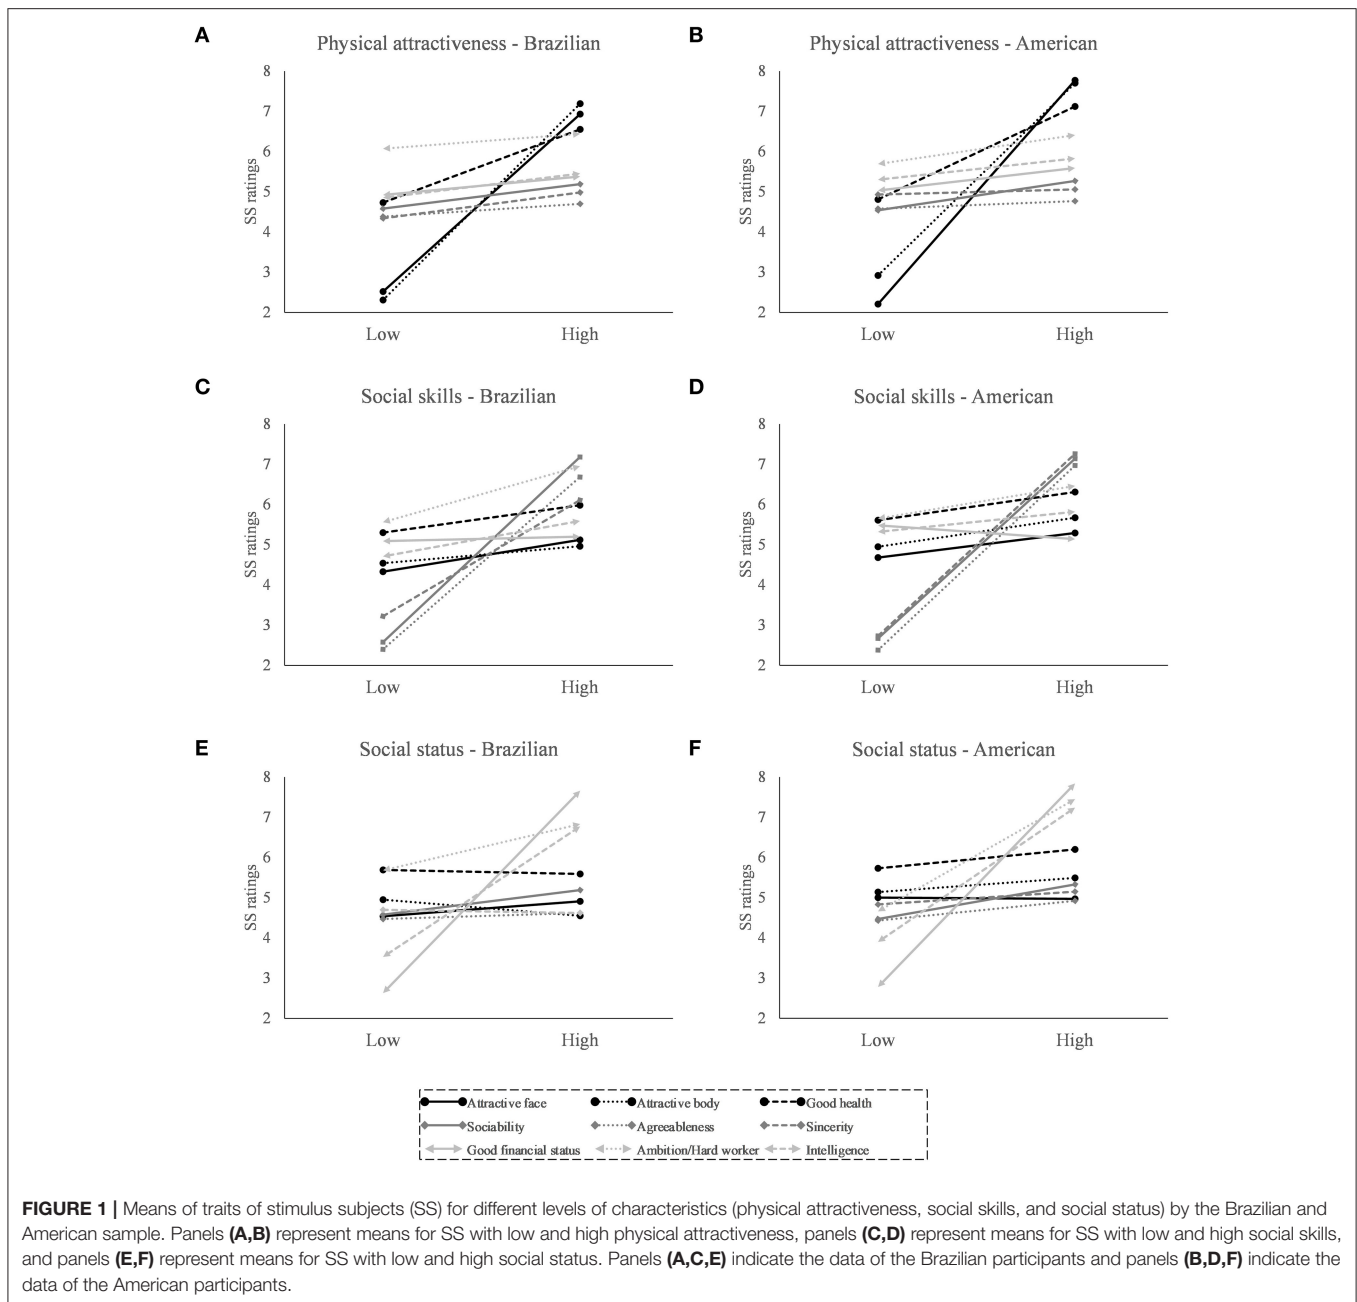 A
Physical attractiveness - Brazilian
8
7
6
5
4
3
2
SS ratings
Low High
B
Physical attractiveness - American
8
7
6
5
4
3
2
SS ratings
Low High
C
Social skills - Brazilian
8
7
6
5
4
3
2
SS ratings
Low High
D
Social skills - American
8
7
6
5
4
3
2
SS ratings
Low High
E
Social status - Brazilian
8
7
6
5
4
3
2
SS ratings
Low High
F
Social status - American
8
7
6
5
4
3
2
SS ratings
Low High
Attractive face Attractive body Good health
Sociability Agreeableness Sincerity
Good financial status Ambition/Hard worker Intelligence
FIGURE 1 | Means of traits of stimulus subjects (SS) for different levels of characteristics (physical attractiveness, social skills, and social status) by the Brazilian and
American sample. Panels (A,B) represent means for SS with low and high physical attractiveness, panels (C,D) represent means for SS with low and high social skills,
and panels (E,F) represent means for SS with low and high social status. Panels (A,C,E) indicate the data of the Brazilian participants and panels (B,D,F) indicate the
data of the American participants.